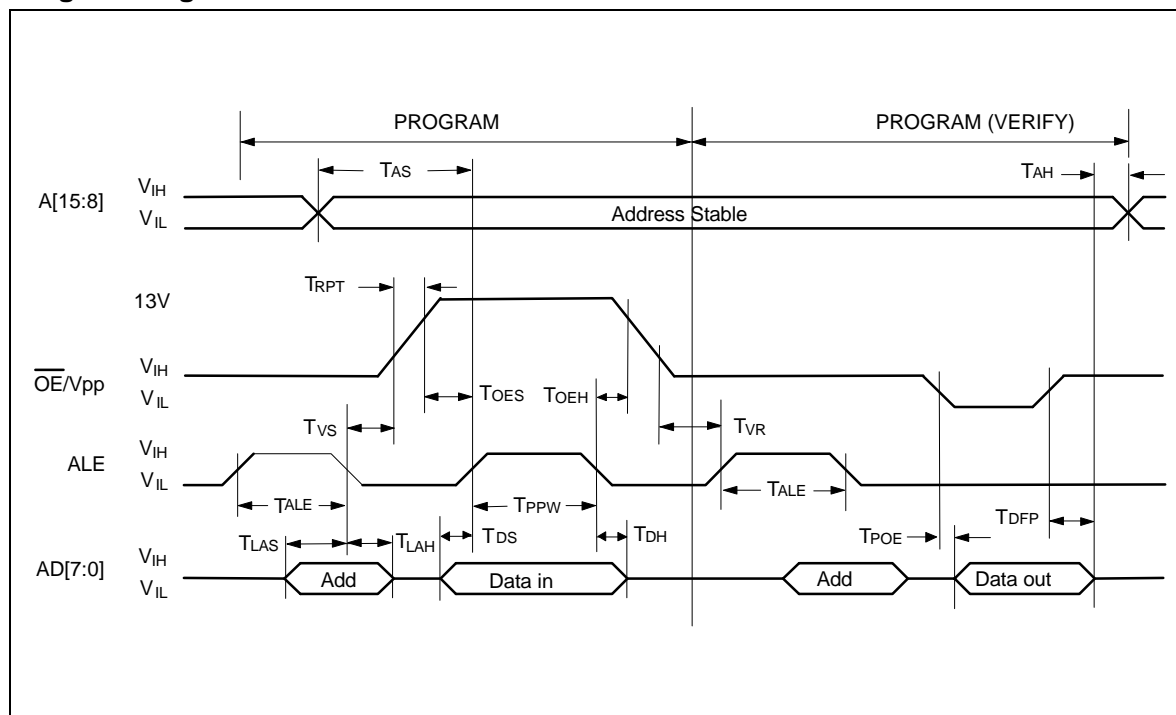 PROGRAM
PROGRAM (VERIFY)
TAS
TAH
A[15:8]
VIH
VIL
Address Stable
TRPT
13V
OE/Vpp
VIH
VIL
TOES
TOEH
TVS
TVR
ALE
VIH
VIL
TALE
TPPW
TALE
TDFP
TLAS
TLAH
TDS
TDH
TPOE
AD[7:0]
VIH
VIL
Add
Data in
Add
Data out